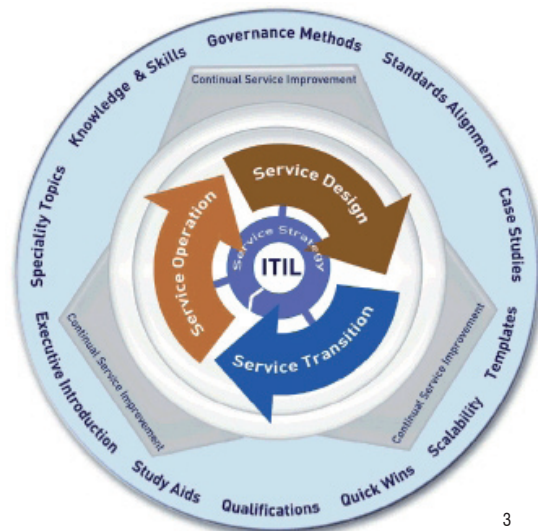 Governance Methods
Standards Alignment
Case Studies
Templates
Scalability
Quick Wins
Qualifications
Study Aids
Executive Introduction
Speciality Topics
Knowledge & Skills
Continual Service Improvement
Continual Service Improvement
Continual Service Improvement
Service Design
Service Transition
Service Operation
Service Strategy
ITIL
3